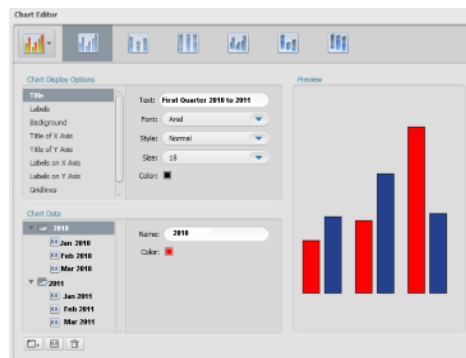 Chart Editor
Chart Display Options
Title
Labels
Background
Title of X Axis
Title of Y Axis
Labels on X Axis
Labels on Y Axis
Gridlines
Text: First Quarter 2010 to 2011
Font: Arial
Style: Normal
Size: 18
Color:
Preview
Chart Data
2010
Jan 2010
Feb 2010
Mar 2010
2011
Jan 2011
Feb 2011
Mar 2011
Name: 2010
Color: